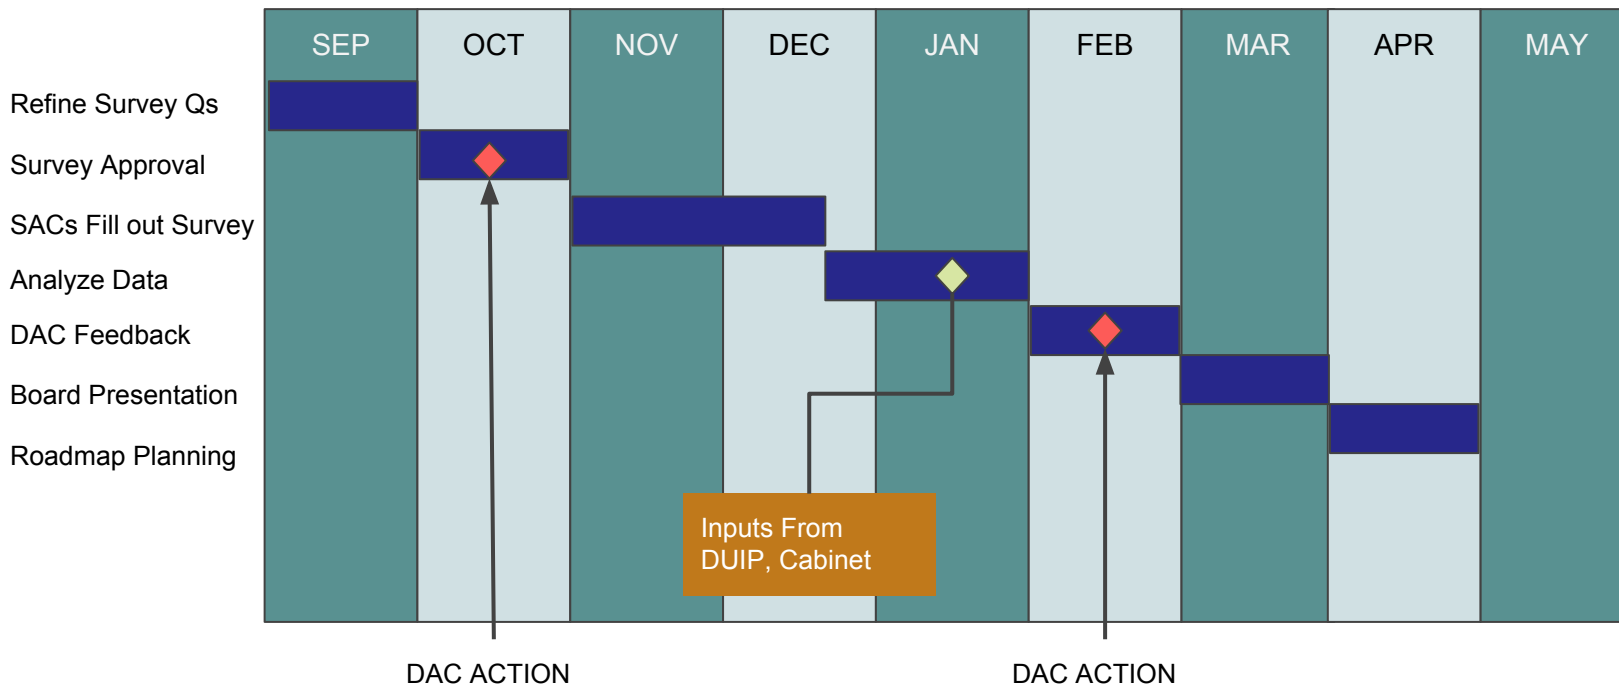 SEP OCT NOV DEC JAN FEB MAR APR MAY
Refine Survey Qs
Survey Approval
SACs Fill out Survey
Analyze Data
DAC Feedback
Board Presentation
Roadmap Planning
Inputs From
DUIP, Cabinet
DAC ACTION DAC ACTION